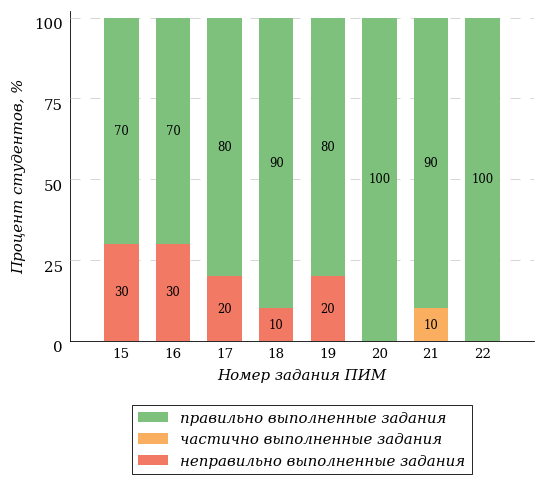 100
75
50
25
0
Процент студентов, %
70 70 80 90 80 100 90 100
30 30 20 10 20 10
15 16 17 18 19 20 21 22
Номер задания ПИМ
правильно выполненные задания
частично выполненные задания
неправильно выполненные задания